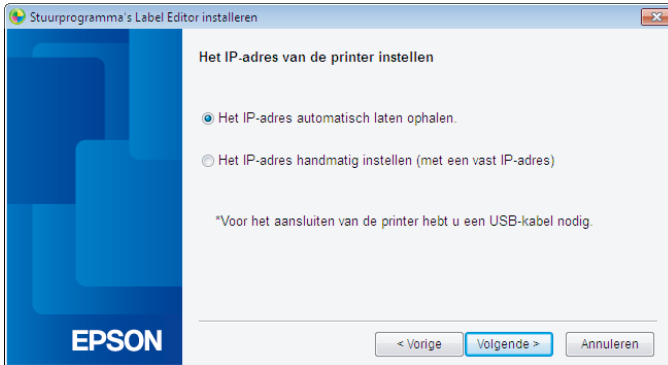 Stuurprogramma's Label Editor installeren
Het IP-adres van de printer instellen
Het IP-adres automatisch laten ophalen.
Het IP-adres handmatig instellen (met een vast IP-adres)
*Voor het aansluiten van de printer hebt u een USB-kabel nodig.
EPSON
< Vorige
Volgende >
Annuleren